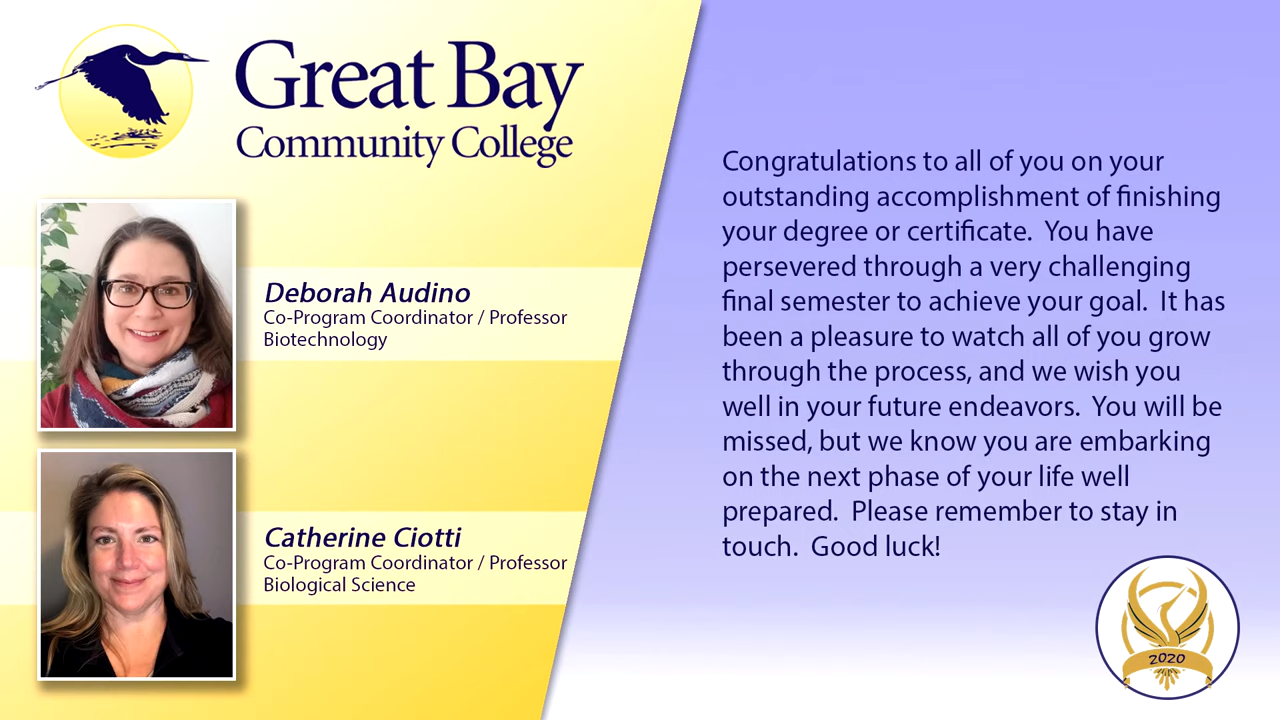 Great Bay
Community College
Deborah Audino
Co-Program Coordinator / Professor
Biotechnology
Catherine Ciotti
Co-Program Coordinator / Professor
Biological Science
Congratulations to all of you on your
outstanding accomplishment of finishing
your degree or certificate.  You have
persevered through a very challenging
final semester to achieve your goal.  It has
been a pleasure to watch all of you grow
through the process, and we wish you
well in your future endeavors.  You will be
missed, but we know you are embarking
on the next phase of your life well
prepared.  Please remember to stay in
touch.  Good luck!
2020